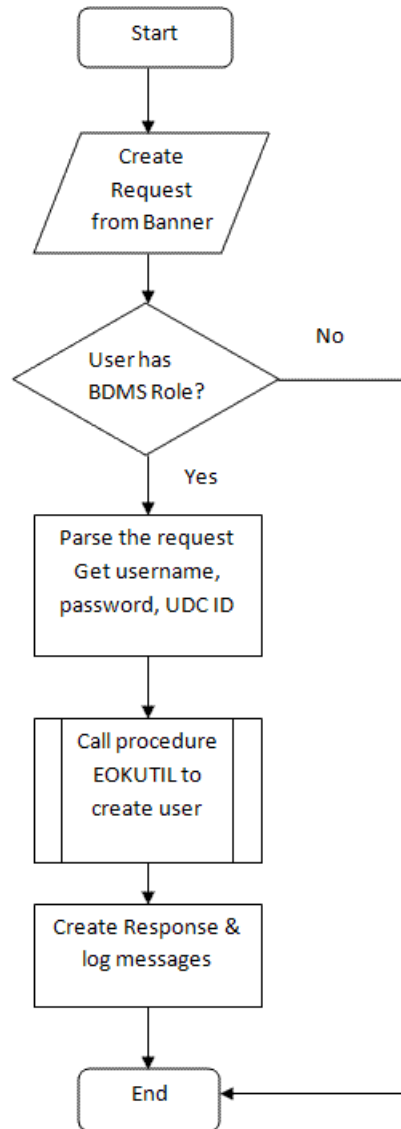 Start
Create
Request
from Banner
No
User has
BDMS Role?
Yes
Parse the request
Get username,
password, UDC ID
Call procedure
EOKUTIL to
create user
Create Response &
log messages
End